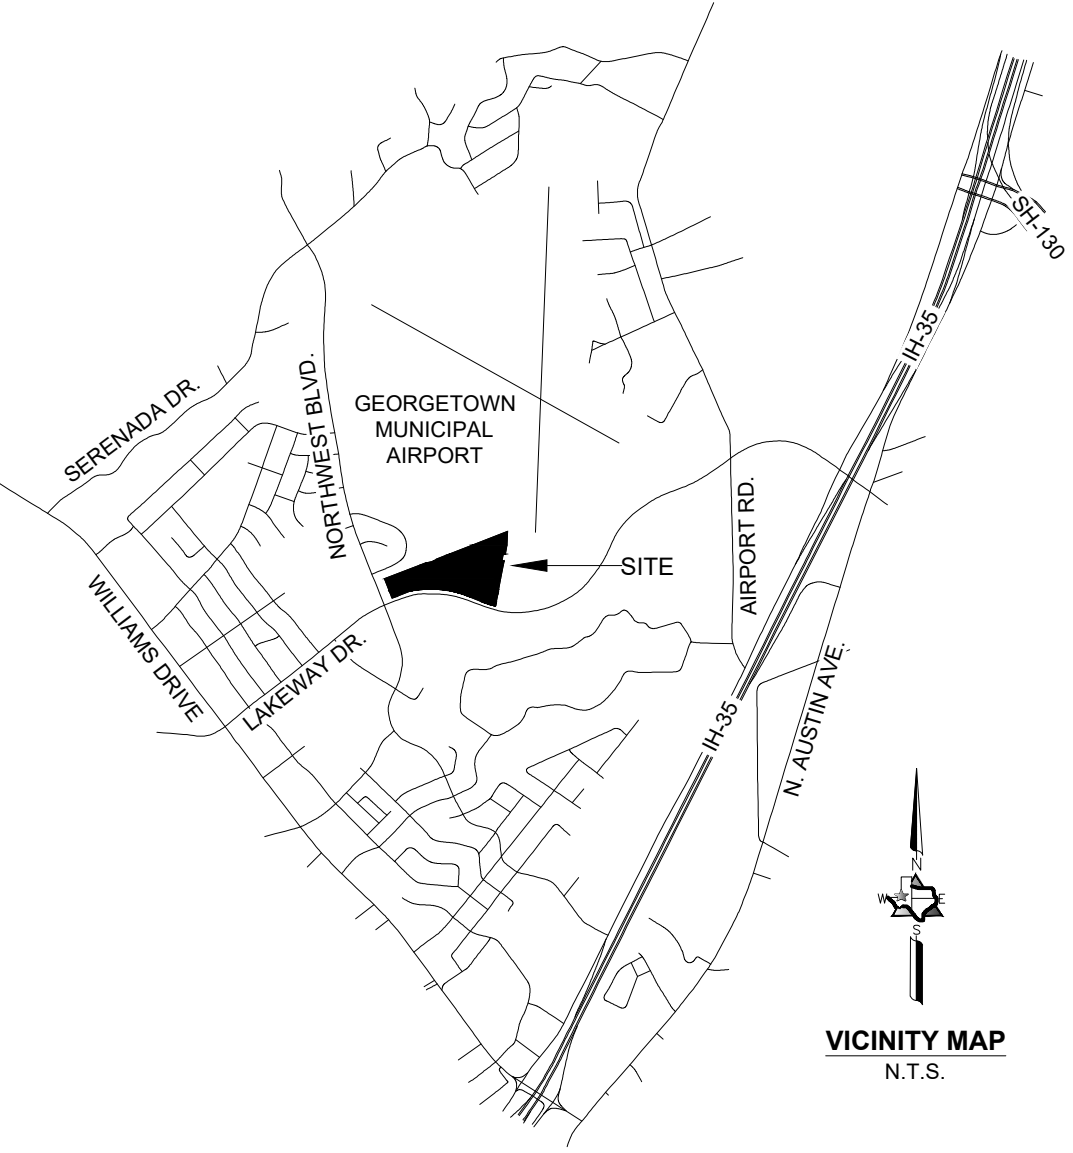 SH-130
IH-35
SERENADA DR.
NORTHWEST BLVD.
GEORGETOWN
MUNICIPAL
AIRPORT
AIRPORT RD.
SITE
WILLIAMS DRIVE
LAKEWAY DR.
IH-35
N. AUSTIN AVE.
N
W
E
S
VICINITY MAP
N.T.S.